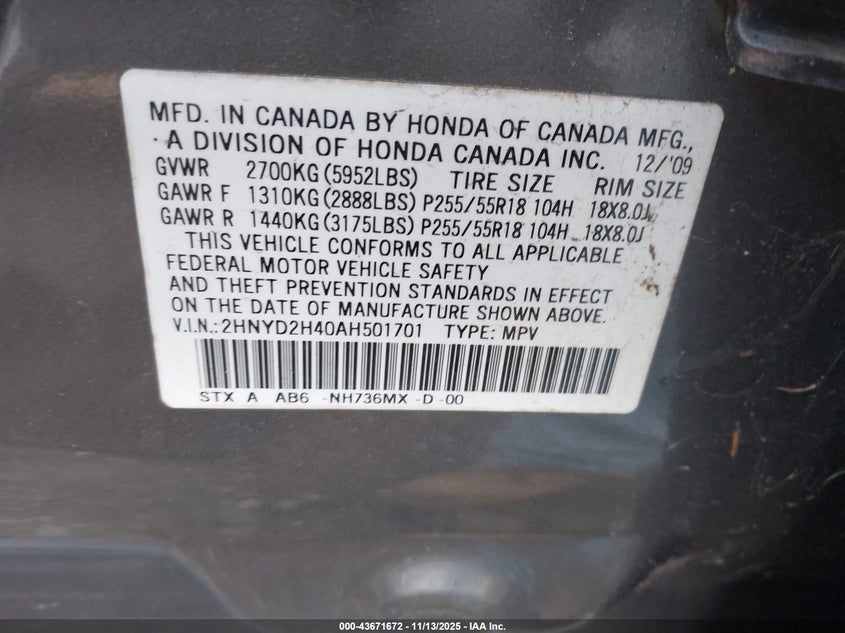 MFD. IN CANADA BY HONDA OF CANADA MFG.,
A DIVISION OF HONDA CANADA INC. 12/'09
GVWR 2700KG(5952LBS) TIRE SIZE RIM SIZE
GAWR F 1310KG(2888LBS) P255/55R18 104H 18X8.0J
GAWR R 1440KG(3175LBS) P255/55R18 104H 18X8.0J
THIS VEHICLE CONFORMS TO ALL APPLICABLE
FEDERAL MOTOR VEHICLE SAFETY
AND THEFT PREVENTION STANDARDS IN EFFECT
ON THE DATE OF MANUFACTURE SHOWN ABOVE.
V.I.N.: 2HNYD2H40AH501701 TYPE: MPV
STX A AB6 -NH736MX -D -00
000-43671672 - 11/13/2025 - IAA Inc.